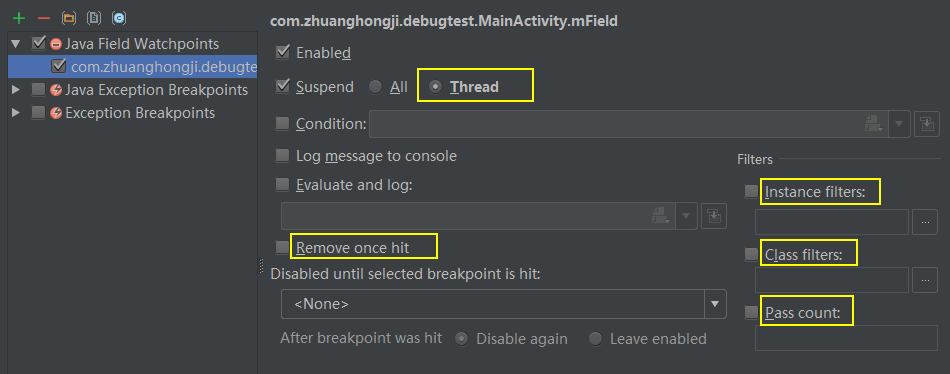 Java Field Watchpoints
com.zhuanghongji.debugte
Java Exception Breakpoints
Exception Breakpoints
com.zhuanghongji.debugtest.MainActivity.mField
Enabled
Suspend All Thread
Condition:
Log message to console
Evaluate and log:
Remove once hit
Disabled until selected breakpoint is hit:
<None>
After breakpoint was hit Disable again Leave enabled
Filters
Instance filters:
...
Class filters:
...
Pass count: